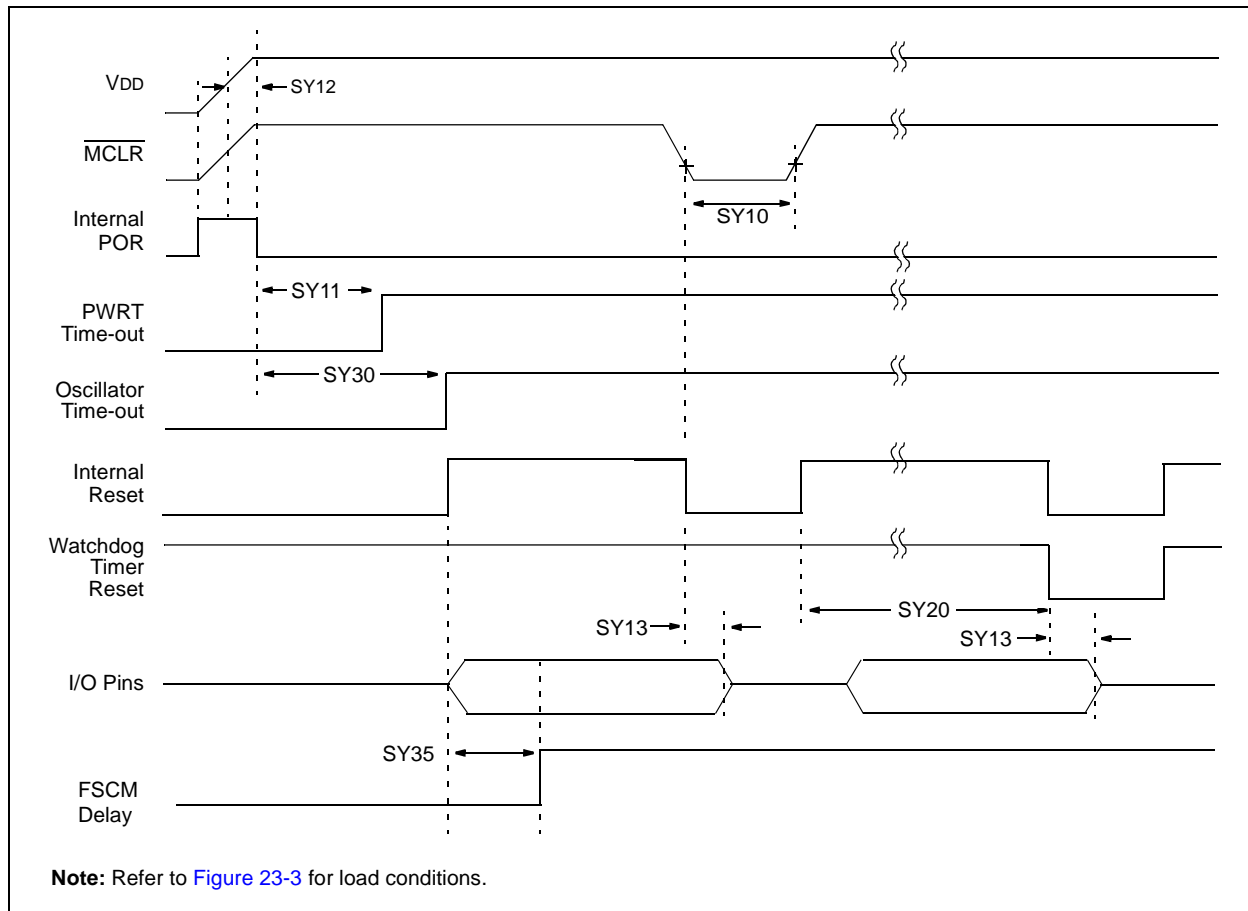 VDD
SY12
MCLR
SY10
Internal
POR
SY11
PWRT
Time-out
SY30
Oscillator
Time-out
Internal
Reset
Watchdog
Timer
Reset
SY20
SY13
SY13
I/O Pins
SY35
FSCM
Delay
Note: Refer to Figure 23-3 for load conditions.